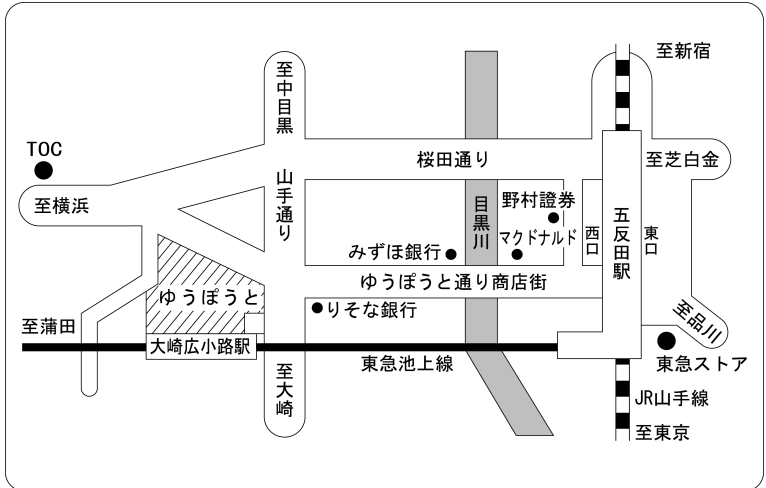 至新宿
至中目黒
TOC
桜田通り
至芝白金
至横浜
山手通り
野村證券
目黒川
マクドナルド
西口
五反田駅
東口
みずほ銀行
ゆうぽうと通り商店街
ゆうぽうと
りそな銀行
至品川
至蒲田
大崎広小路駅
東急池上線
東急ストア
至大崎
JR山手線
至東京